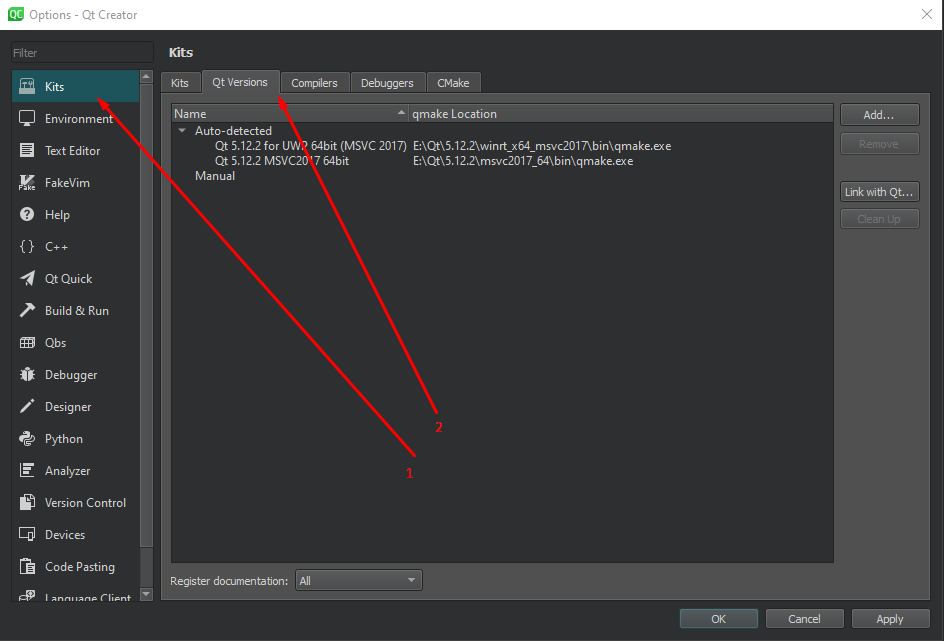 QC Options - Qt Creator
Filter
Kits
Environment
Text Editor
FakeVim
Help
C++
Qt Quick
Build & Run
Qbs
Debugger
Designer
Python
Analyzer
Version Control
Devices
Code Pasting
Language Client
Kits
Kits Qt Versions Compilers Debuggers CMake
Name qmake Location
Auto-detected
Qt 5.12.2 for UWP 64bit (MSVC 2017) E:\Qt\5.12.2\winrt_x64_msvc2017\bin\qmake.exe
Qt 5.12.2 MSVC2017 64bit E:\Qt\5.12.2\msvc2017_64\bin\qmake.exe
Manual
Add...
Remove
Link with Qt...
Clean Up
2
1
Register documentation: All
OK Cancel Apply